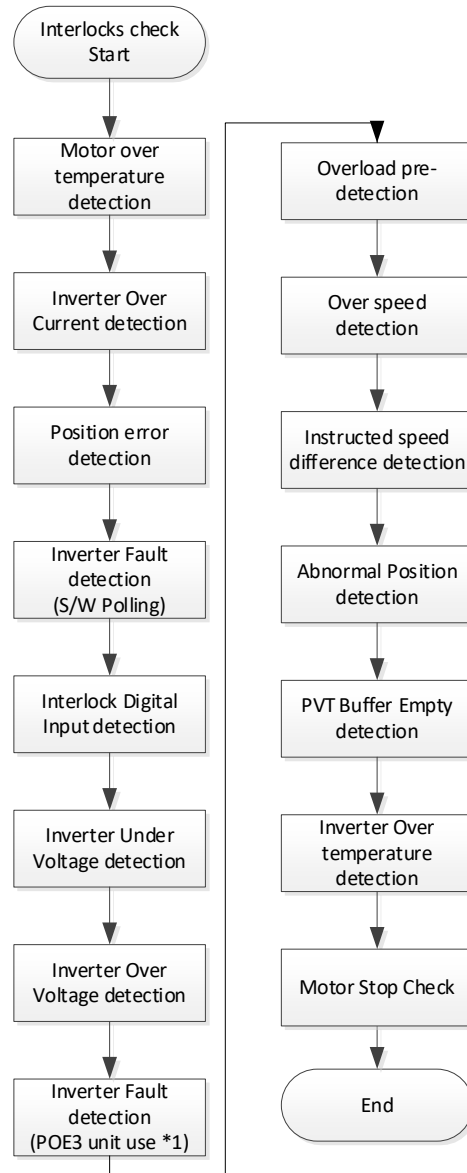 Interlocks check
Start
Motor over
temperature
detection
Inverter Over
Current detection
Position error
detection
Inverter Fault
detection
(S/W Polling)
Interlock Digital
Input detection
Inverter Under
Voltage detection
Inverter Over
Voltage detection
Inverter Fault
detection
(POE3 unit use *1)
Overload pre-
detection
Over speed
detection
Instructed speed
difference detection
Abnormal Position
detection
PVT Buffer Empty
detection
Inverter Over
temperature
detection
Motor Stop Check
End